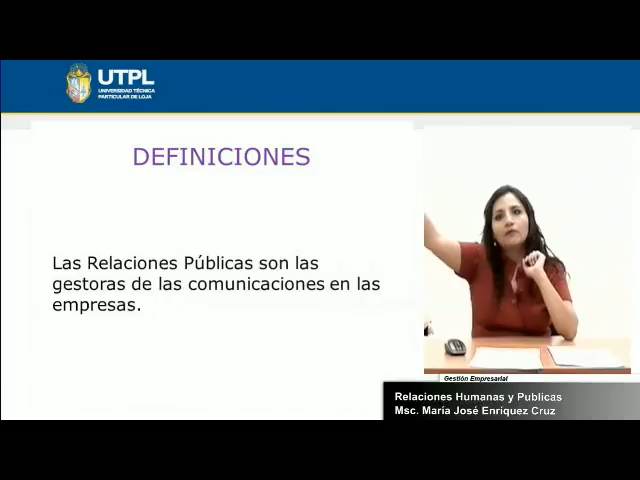 UTPL
UNIVERSIDAD TÉCNICA
PARTICULAR DE LOJA
DEFINICIONES
Las Relaciones Públicas son las
gestoras de las comunicaciones en las
empresas.
Gestión Empresarial
Relaciones Humanas y Publicas
Msc. María José Enríquez Cruz